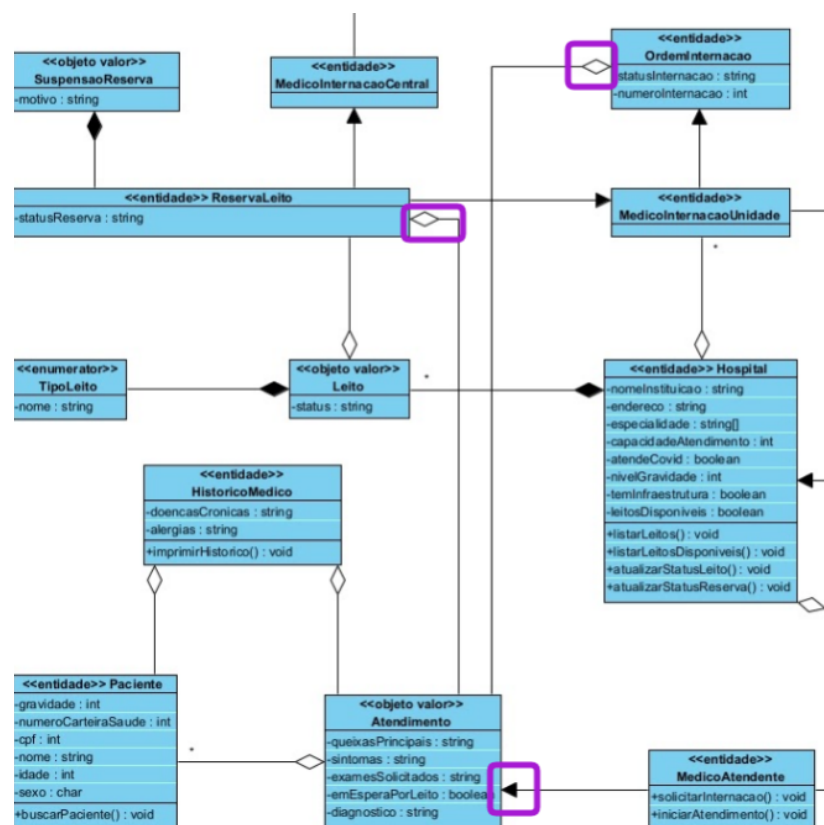 <<objeto valor>>
SuspensaoReserva
-motivo : string
<<entidade>>
MedicoInternacaoCentral
<<entidade>>
OrdemInternacao
-statusInternacao : string
-numeroInternacao : int
<<entidade>> ReservaLeito
-statusReserva : string
<<entidade>>
MedicoInternacaoUnidade
*
<<enumerator>>
TipoLeito
-nome : string
<<objeto valor>>
Leito
-status : string
*
<<entidade>> Hospital
-nomeInstituicao : string
-endereco : string
-especialidade : string[]
-capacidadeAtendimento : int
-atendeCovid : boolean
-nivelGravidade : int
-temInfraestrutura : boolean
-leitosDisponiveis : boolean
+listarLeitos() : void
+listarLeitosDisponiveis() : void
+atualizarStatusLeito() : void
+atualizarStatusReserva() : void
<<entidade>>
HistoricoMedico
-doencasCronicas : string
-alergias : string
+imprimirHistorico() : void
<<entidade>> Paciente
-gravidade : int
-numeroCarteiraSaude : int
-cpf : int
-nome : string
-idade : int
-sexo : char
+buscarPaciente() : void
*
<<objeto valor>>
Atendimento
-queixasPrincipais : string
-sintomas : string
-examesSolicitados : string
-emEsperaPorLeito : boolean
-diagnostico : string
<<entidade>>
MedicoAtendente
+solicitarInternacao() : void
+iniciarAtendimento() : void